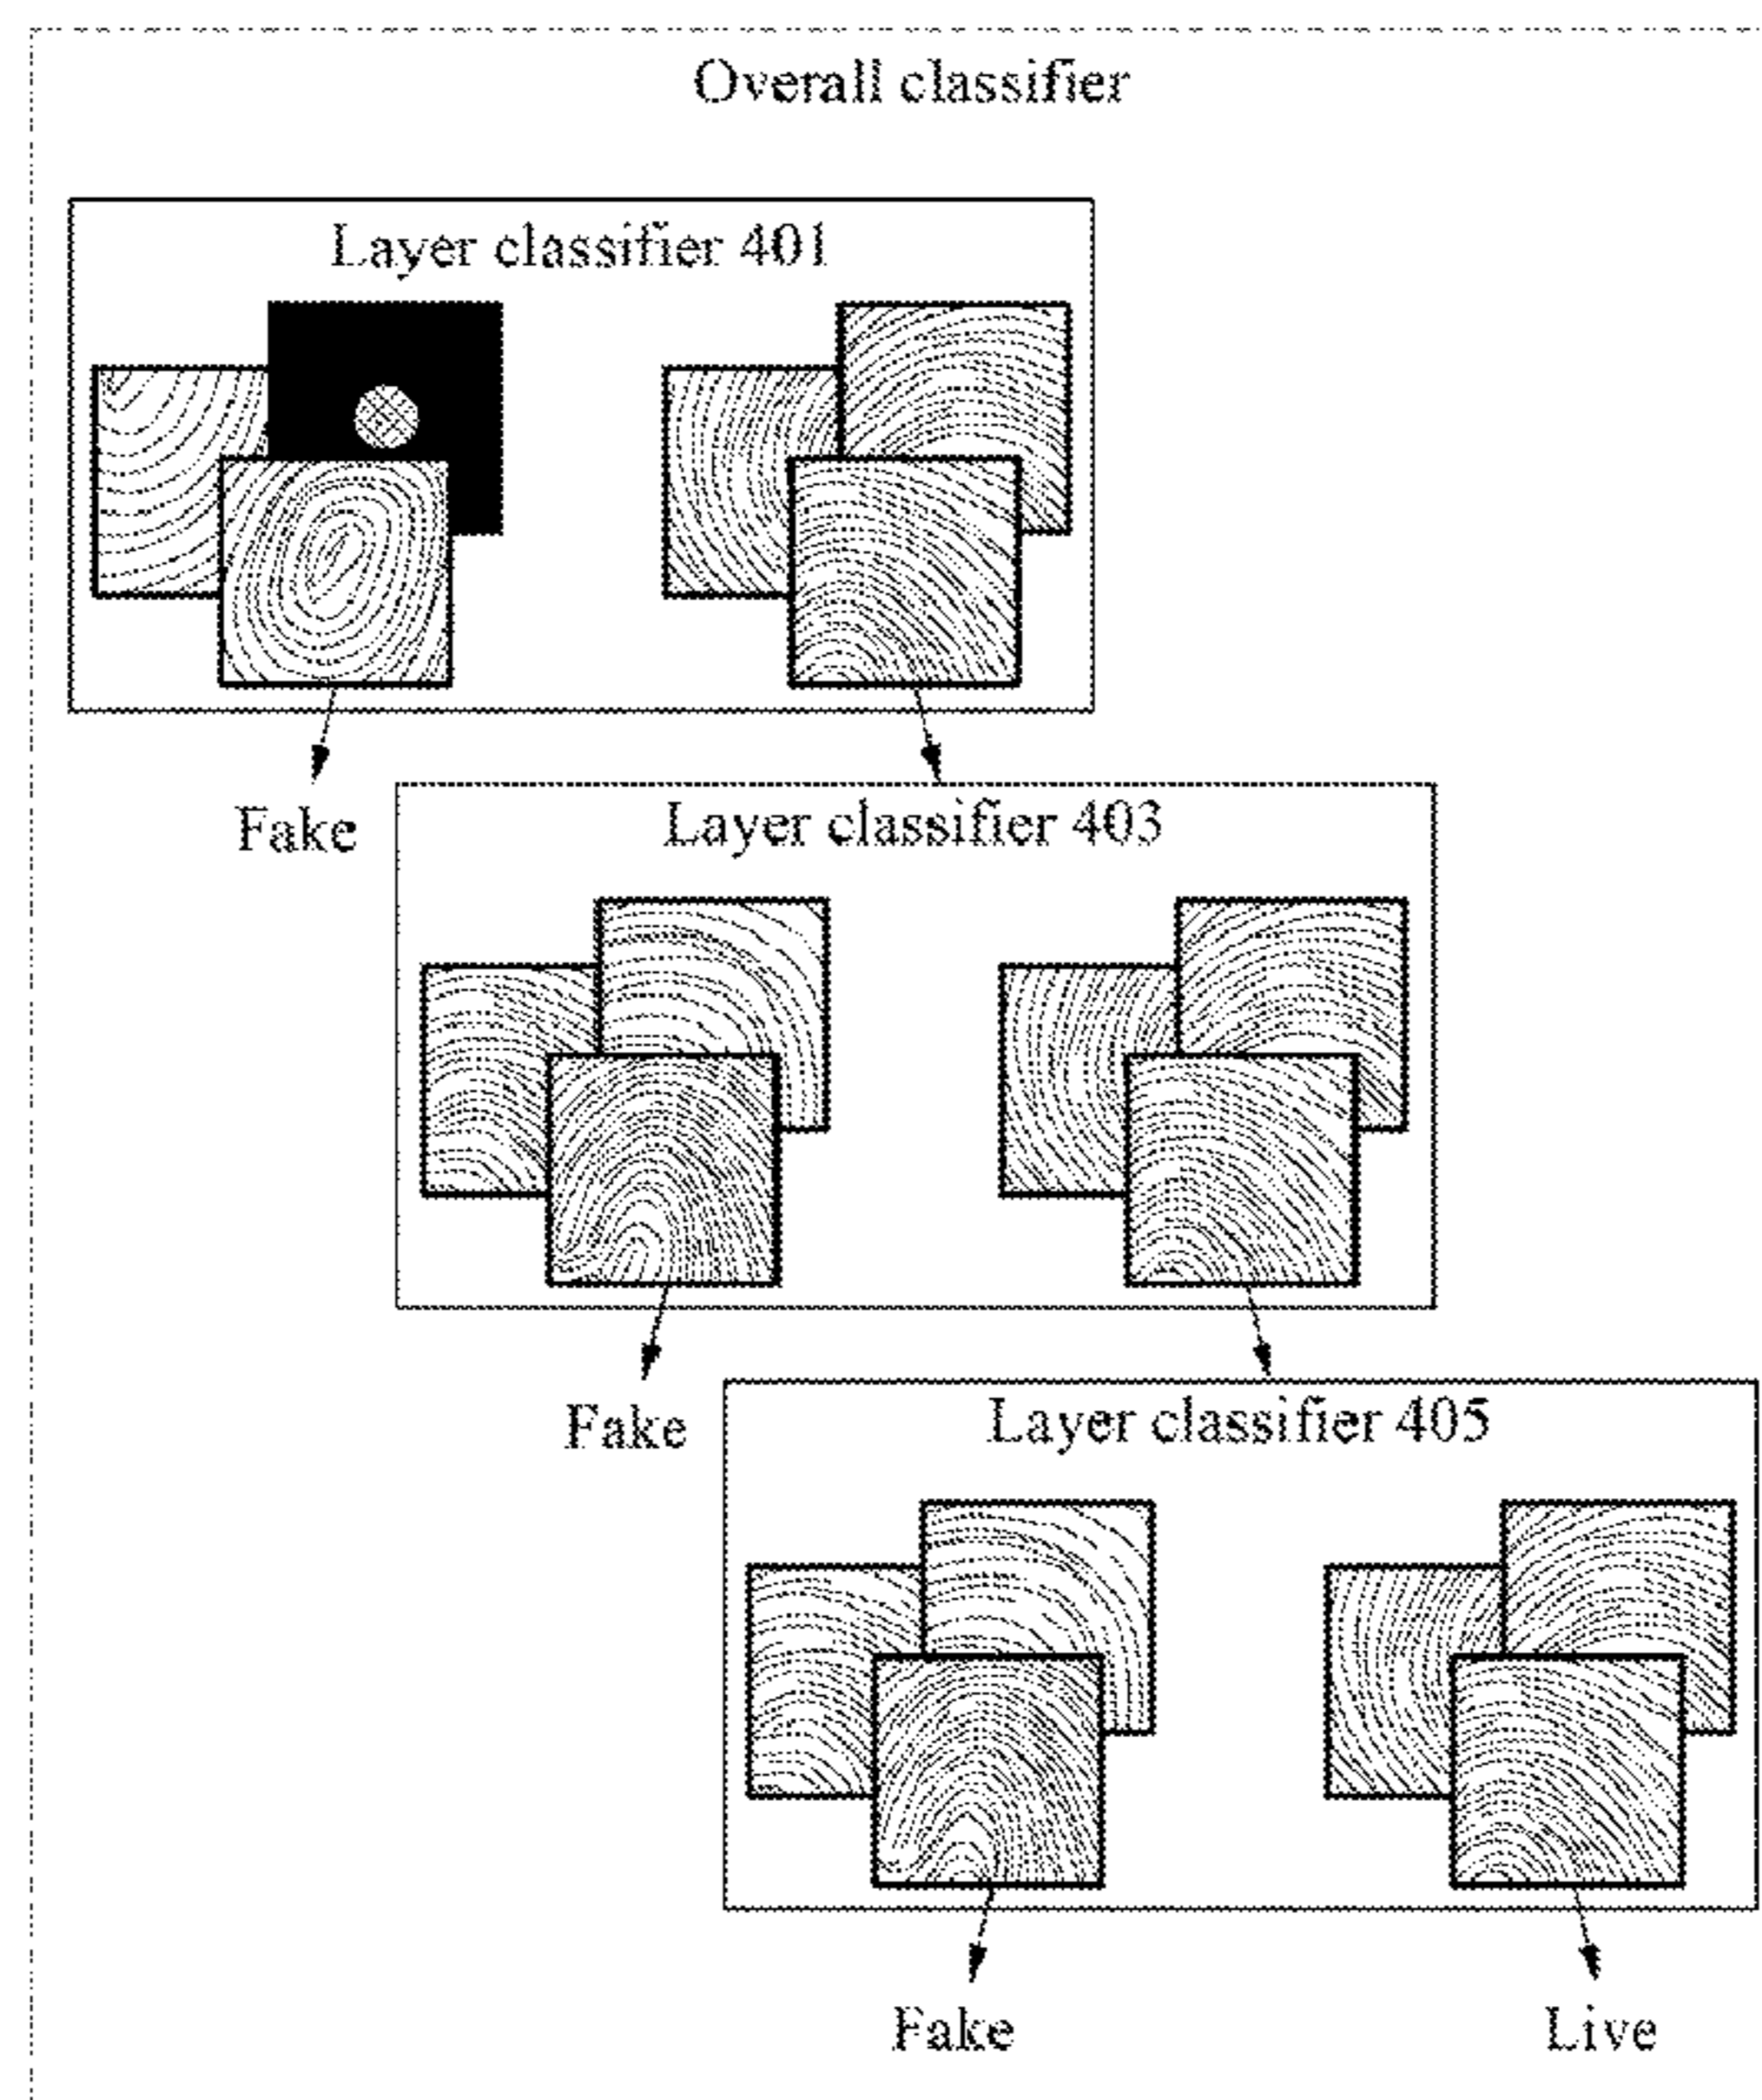 Overall classifier
Layer classifier 401
Fake
Layer classifier 403
Fake
Layer classifier 405
Fake
Live